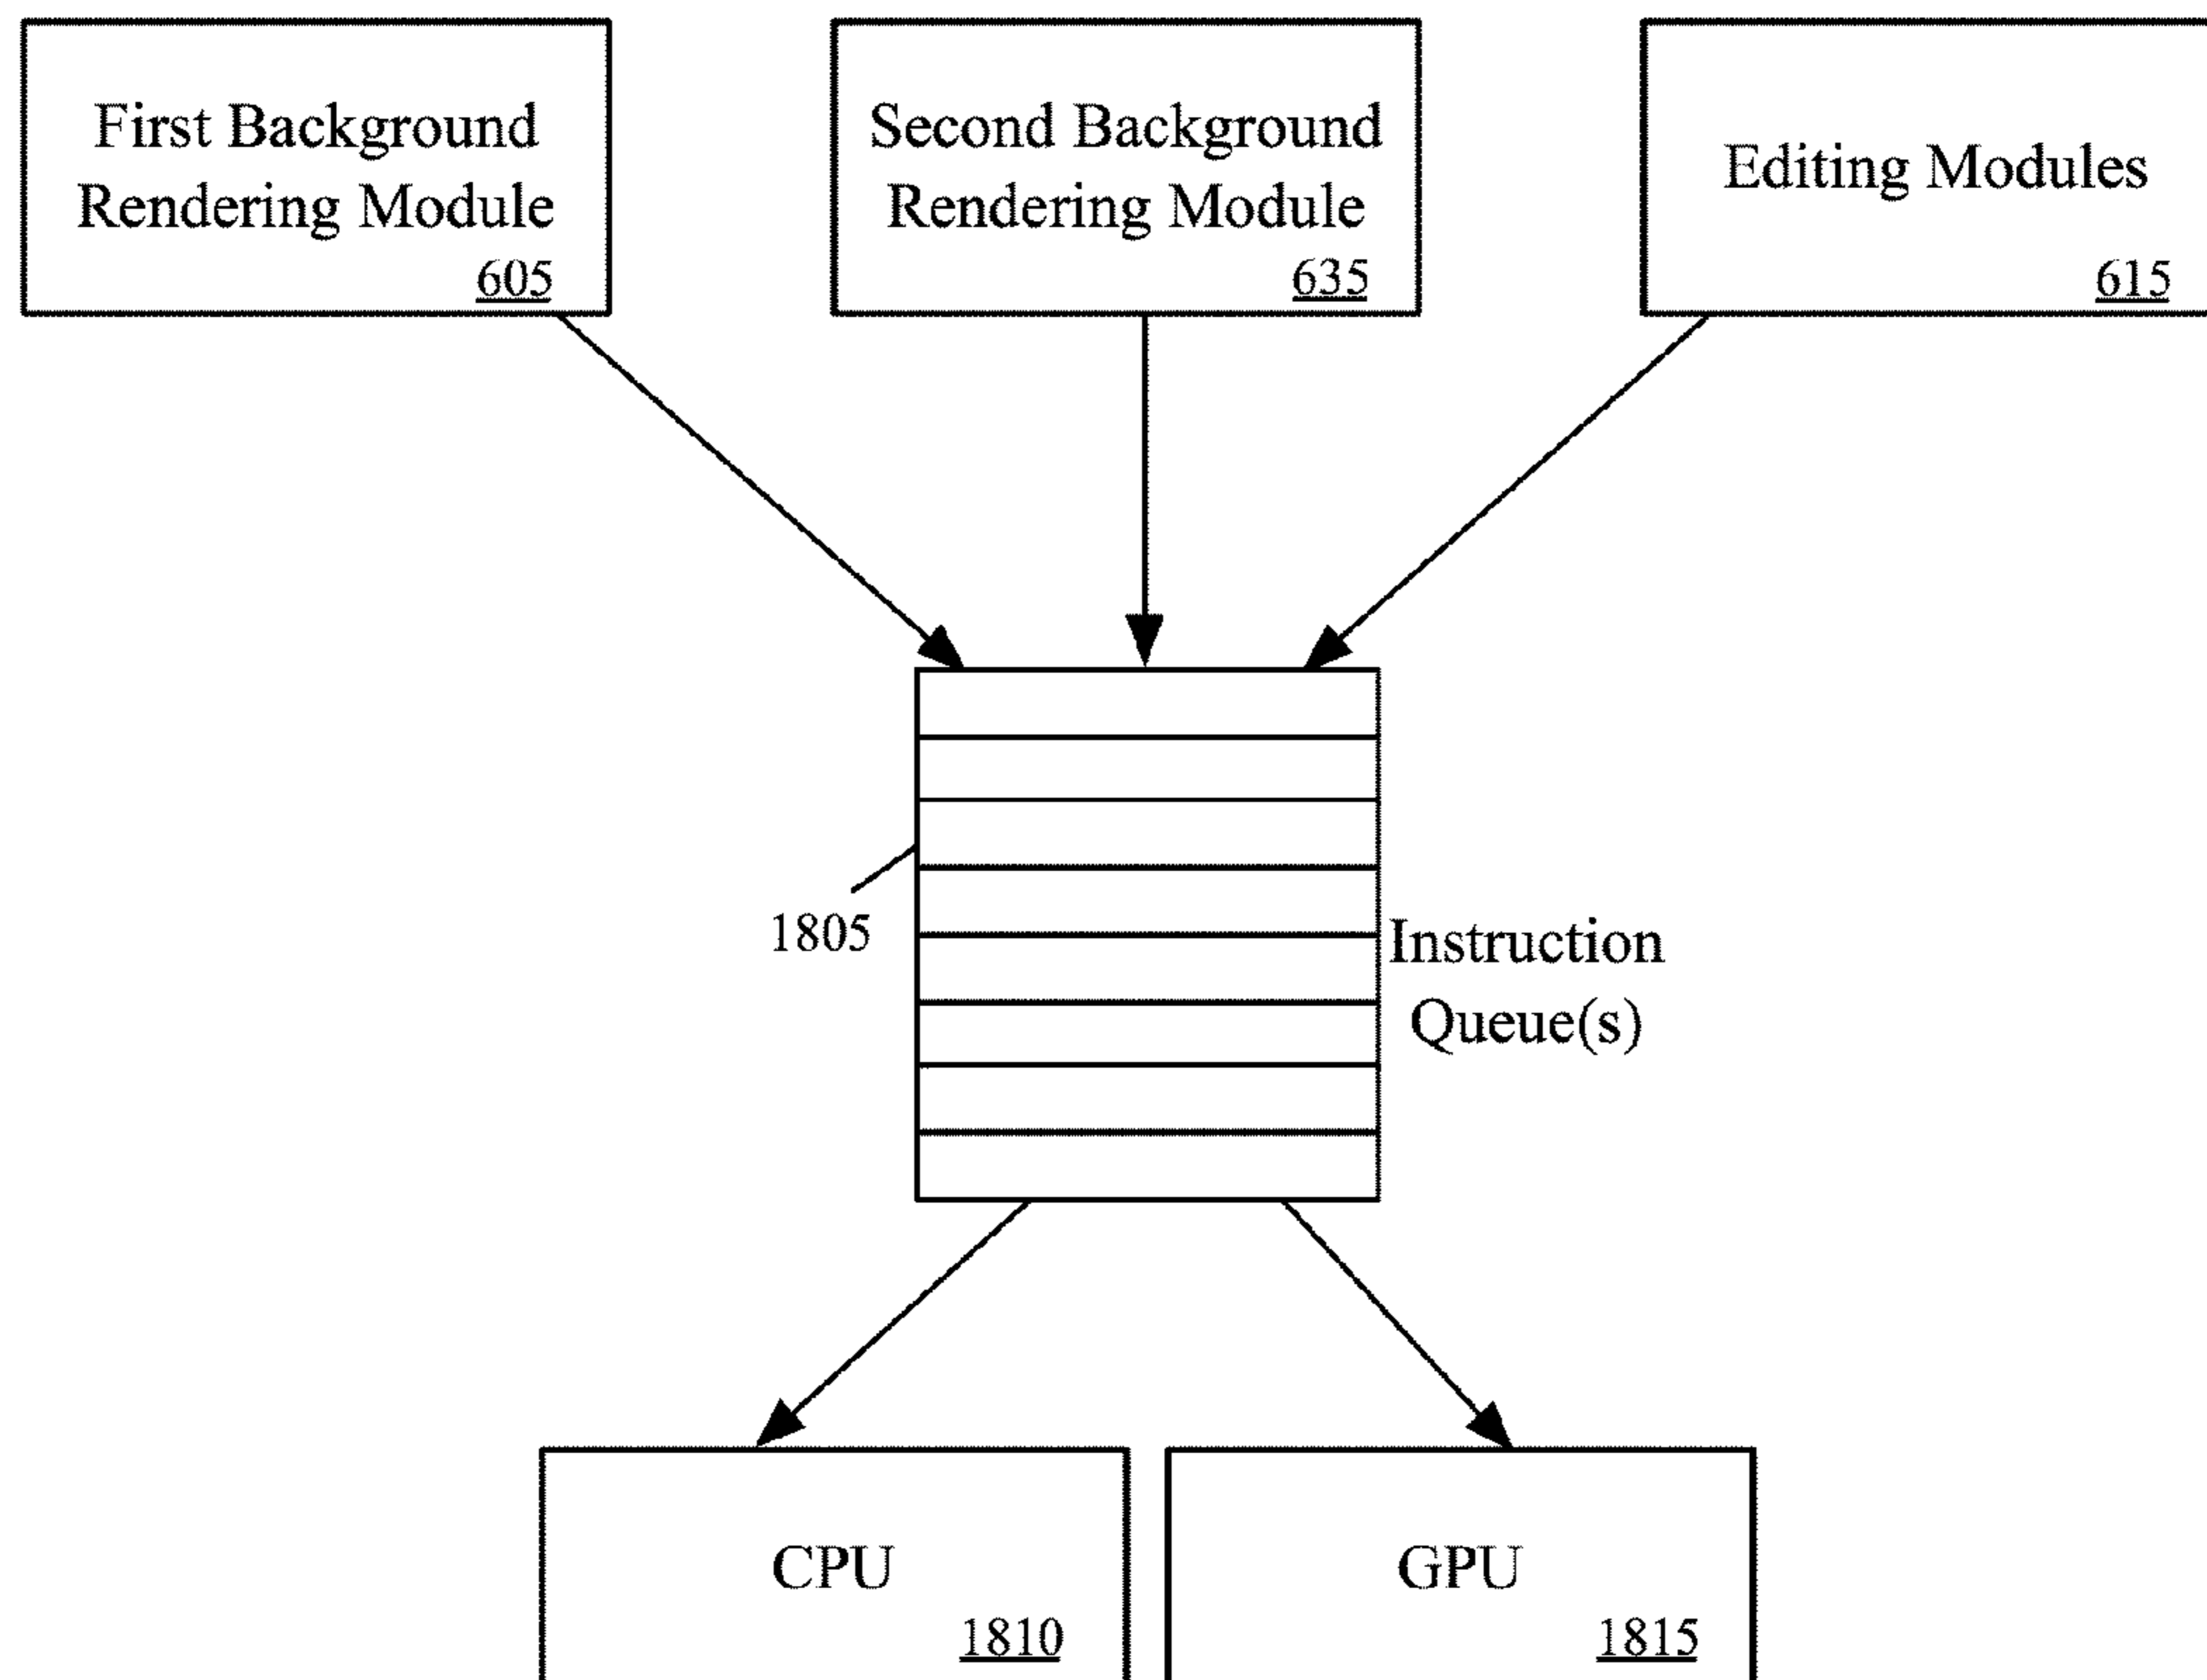 First Background
Rendering Module
605
Second Background
Rendering Module
635
Editing Modules
615
1805
Instruction
Queue(s)
CPU
1810
GPU
1815